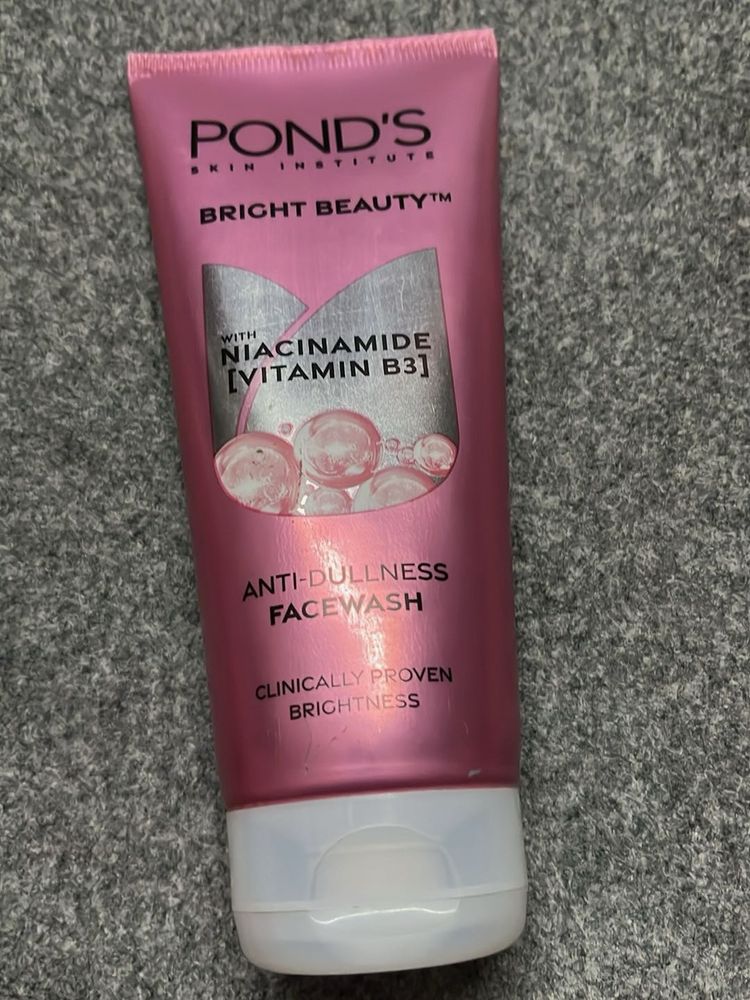 POND'S
SKIN INSTITUTE
BRIGHT BEAUTY™
WITH
NIACINAMIDE
[VITAMIN B3]
ANTI-DULLNESS
FACEWASH
CLINICALLY PROVEN
BRIGHTNESS